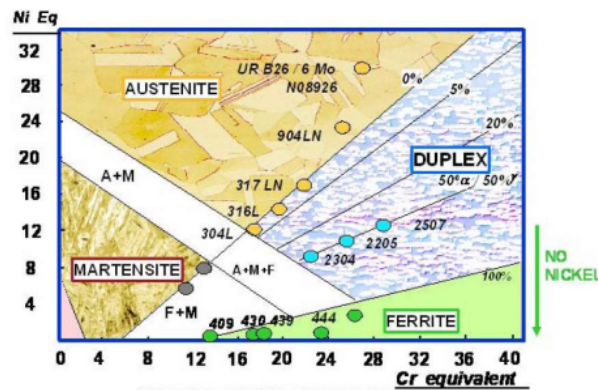 Ni Eq
32
28
24
20
16
12
8
4
0 4 8 12 16 20 24 28 32 36 40
Cr equivalent
AUSTENITE
UR B26 / 6 Mo
N08926
904LN
317 LN
316L
304L
A+M
MARTENSITE
A+M+F
F+M
DUPLEX
0%
5%
20%
50%α / 50%γ
2507
2205
2304
100%
409 430 439 444
FERRITE
NO
NICKEL